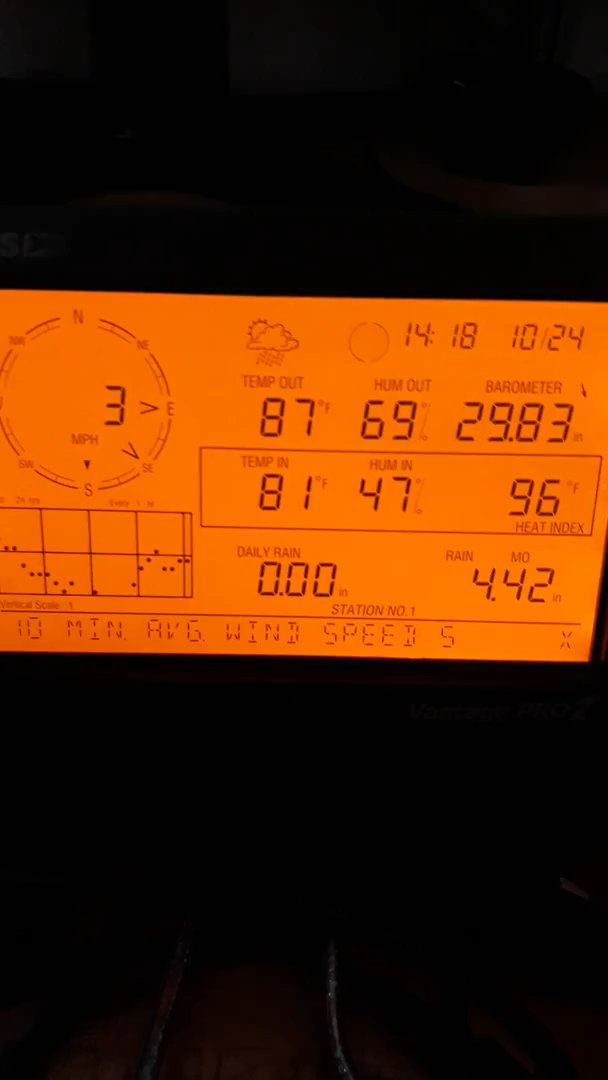 N
14:18 10/24
NW NE
TEMP OUT HUM OUT BAROMETER
3 E 87°F 69% 29.83 in
MPH
TEMP IN HUM IN
SW SE 81°F 47% 96°F
S
24 hrs Every 1 hr
HEAT INDEX
DAILY RAIN RAIN MO
0.00 in 4.42 in
Vertical Scale 1
STATION NO.1
10 MIN. AVG. WIND SPEED 5 X
Vantage PRO2